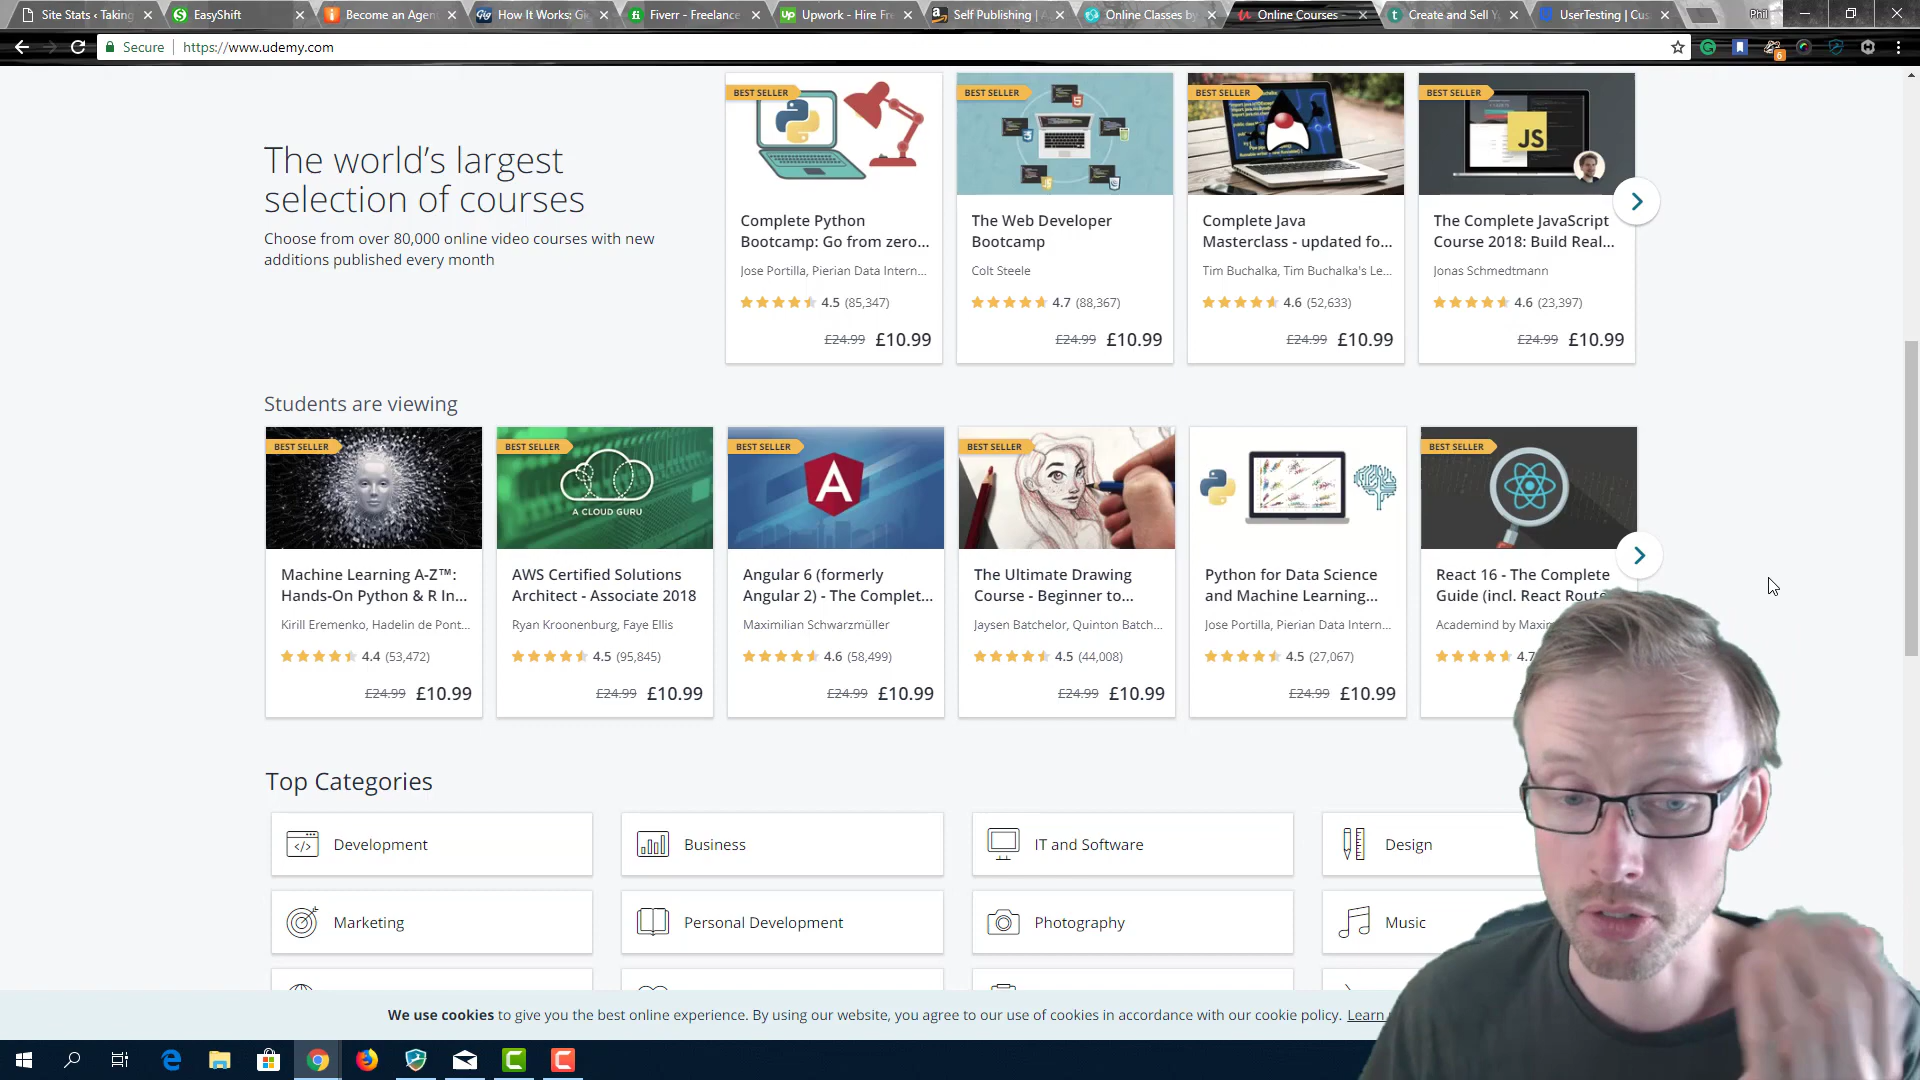 Site Stats ‹ Taking
EasyShift
Become an Agen
How It Works: Gi
Fiverr - Freelance
Upwork - Hire Fre
Self Publishing | A
Online Classes by
Online Courses -
Create and Sell Y
UserTesting | Cus
Phil
Secure
https://www.udemy.com
6
The world's largest
selection of courses
Choose from over 80,000 online video courses with new
additions published every month
BEST SELLER
Complete Python
Bootcamp: Go from zero...
Jose Portilla, Pierian Data Intern...
4.5 (85,347)
£24.99 £10.99
BEST SELLER
The Web Developer
Bootcamp
Colt Steele
4.7 (88,367)
£24.99 £10.99
BEST SELLER
Complete Java
Masterclass - updated fo...
Tim Buchalka, Tim Buchalka's Le...
4.6 (52,633)
£24.99 £10.99
BEST SELLER
JS
The Complete JavaScript
Course 2018: Build Real...
Jonas Schmedtmann
4.6 (23,397)
£24.99 £10.99
Students are viewing
BEST SELLER
Machine Learning A-Z™:
Hands-On Python & R In...
Kirill Eremenko, Hadelin de Pont...
4.4 (53,472)
£24.99 £10.99
BEST SELLER
A CLOUD GURU
AWS Certified Solutions
Architect - Associate 2018
Ryan Kroonenburg, Faye Ellis
4.5 (95,845)
£24.99 £10.99
BEST SELLER
A
Angular 6 (formerly
Angular 2) - The Complet...
Maximilian Schwarzmüller
4.6 (58,499)
£24.99 £10.99
BEST SELLER
The Ultimate Drawing
Course - Beginner to...
Jaysen Batchelor, Quinton Batch...
4.5 (44,008)
£24.99 £10.99
Python for Data Science
and Machine Learning...
Jose Portilla, Pierian Data Intern...
4.5 (27,067)
£24.99 £10.99
BEST SELLER
React 16 - The Complete
Guide (incl. React Route
Academind by Maxim
4.7
Top Categories
Development
Business
IT and Software
Design
Marketing
Personal Development
Photography
Music
We use cookies to give you the best online experience. By using our website, you agree to our use of cookies in accordance with our cookie policy. Learn